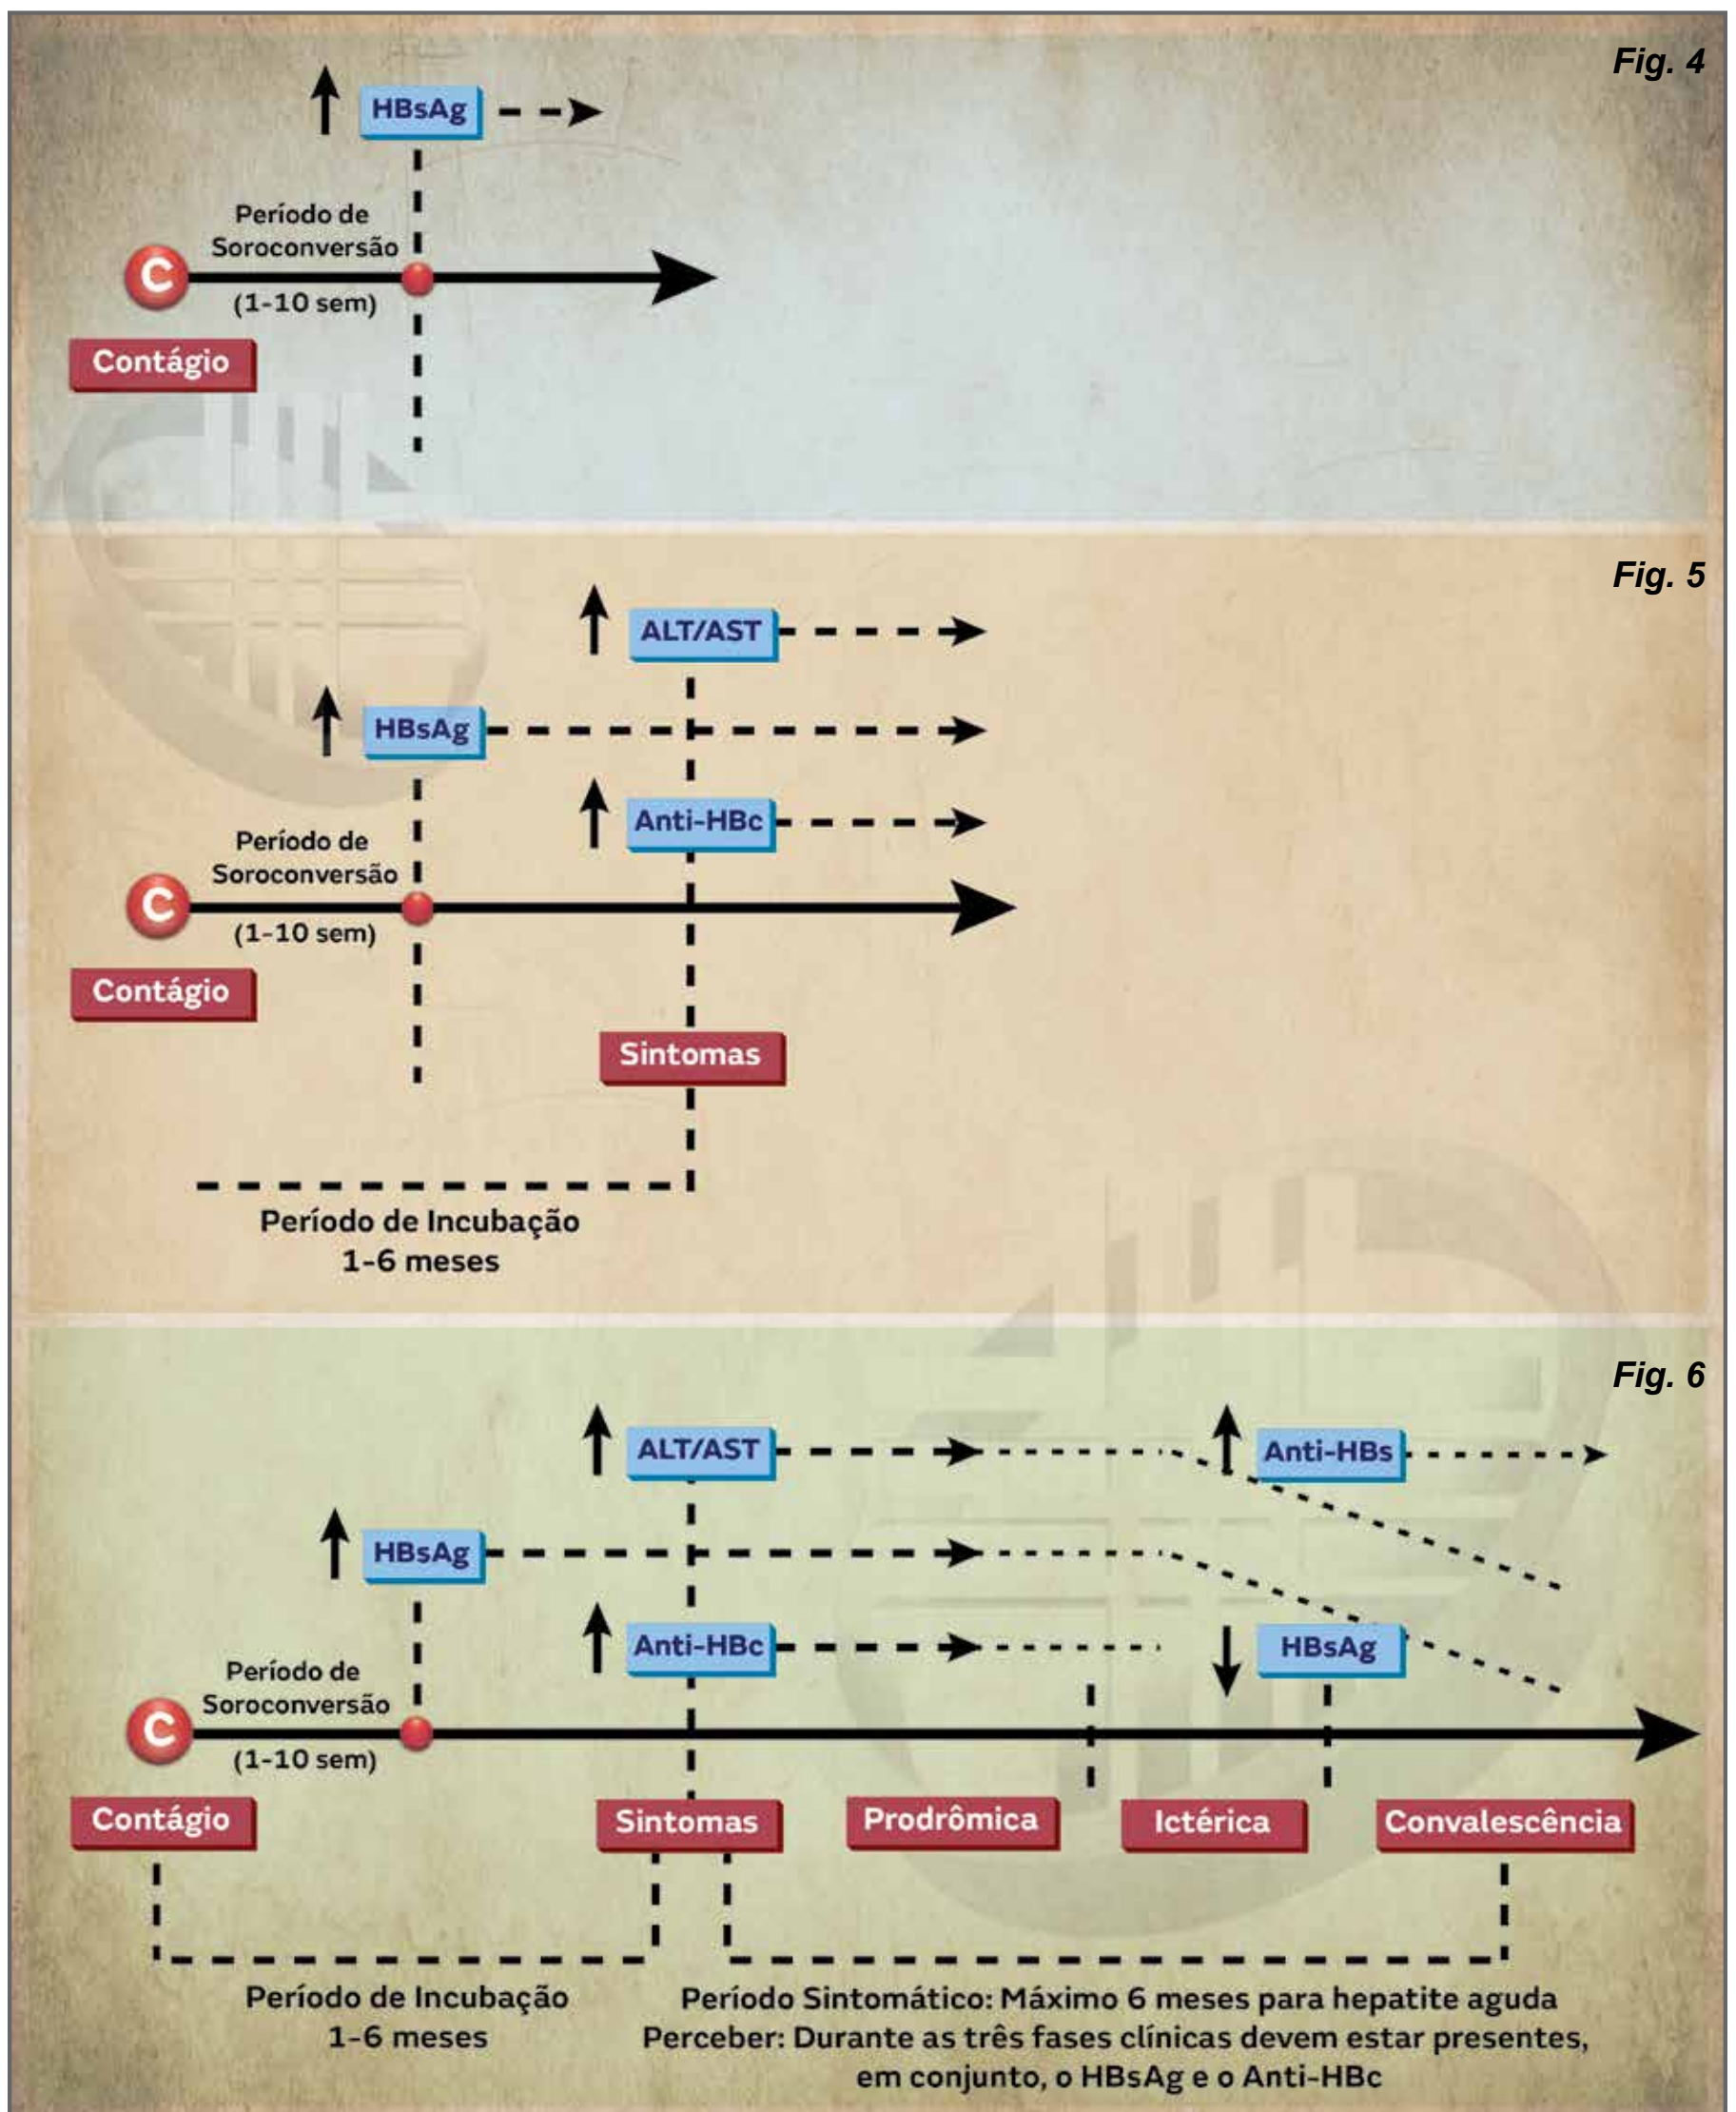 Fig. 4
HBsAg
Período de
Soroconversão
C
(1-10 sem)
Contágio
Fig. 5
ALT/AST
HBsAg
Anti-HBc
Período de
Soroconversão
C
(1-10 sem)
Contágio
Sintomas
Período de Incubação
1-6 meses
Fig. 6
ALT/AST
Anti-HBs
HBsAg
Anti-HBc
HBsAg
Período de
Soroconversão
C
(1-10 sem)
Contágio
Sintomas
Prodrômica
Ictérica
Convalescência
Período de Incubação
1-6 meses
Período Sintomático: Máximo 6 meses para hepatite aguda
Perceber: Durante as três fases clínicas devem estar presentes,
em conjunto, o HBsAg e o Anti-HBc